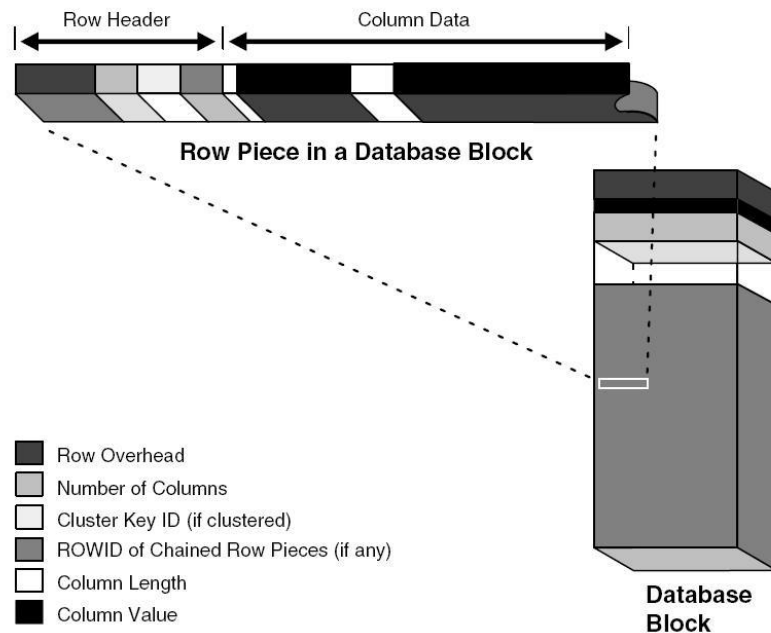 Row Header
Column Data
Row Piece in a Database Block
Row Overhead
Number of Columns
Cluster Key ID (if clustered)
ROWID of Chained Row Pieces (if any)
Column Length
Column Value
Database
Block